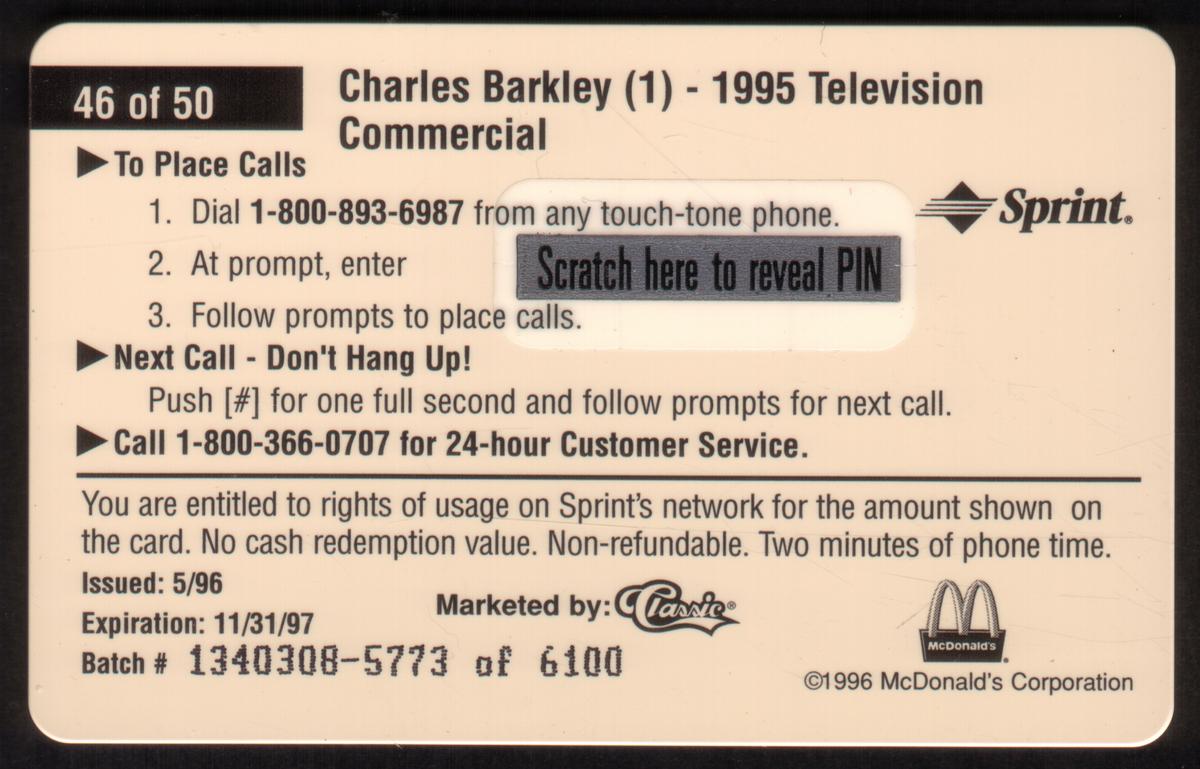 46 of 50
Charles Barkley (1) - 1995 Television
Commercial
▶To Place Calls
1. Dial 1-800-893-6987 from any touch-tone phone.
Sprint®
2. At prompt, enter
Scratch here to reveal PIN
3. Follow prompts to place calls.
▶Next Call - Don't Hang Up!
Push [#] for one full second and follow prompts for next call.
▶Call 1-800-366-0707 for 24-hour Customer Service.
You are entitled to rights of usage on Sprint's network for the amount shown on
the card. No cash redemption value. Non-refundable. Two minutes of phone time.
Issued: 5/96
Expiration: 11/31/97
Batch # 1340308-5773 of 6100
Marketed by: Classic®
McDonald's®
©1996 McDonald's Corporation